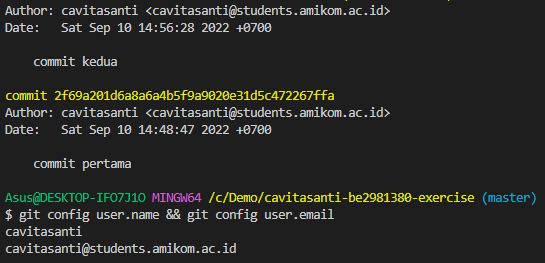 Author: cavitasanti <cavitasanti@students.amikom.ac.id>
Date:   Sat Sep 10 14:56:28 2022 +0700
commit kedua
commit 2f69a201d6a8a6a4b5f9a9020e31d5c472267ffa
Author: cavitasanti <cavitasanti@students.amikom.ac.id>
Date:   Sat Sep 10 14:48:47 2022 +0700
commit pertama
Asus@DESKTOP-IFO7J1O MINGW64 /c/Demo/cavitasanti-be2981380-exercise (master)
$ git config user.name && git config user.email
cavitasanti
cavitasanti@students.amikom.ac.id